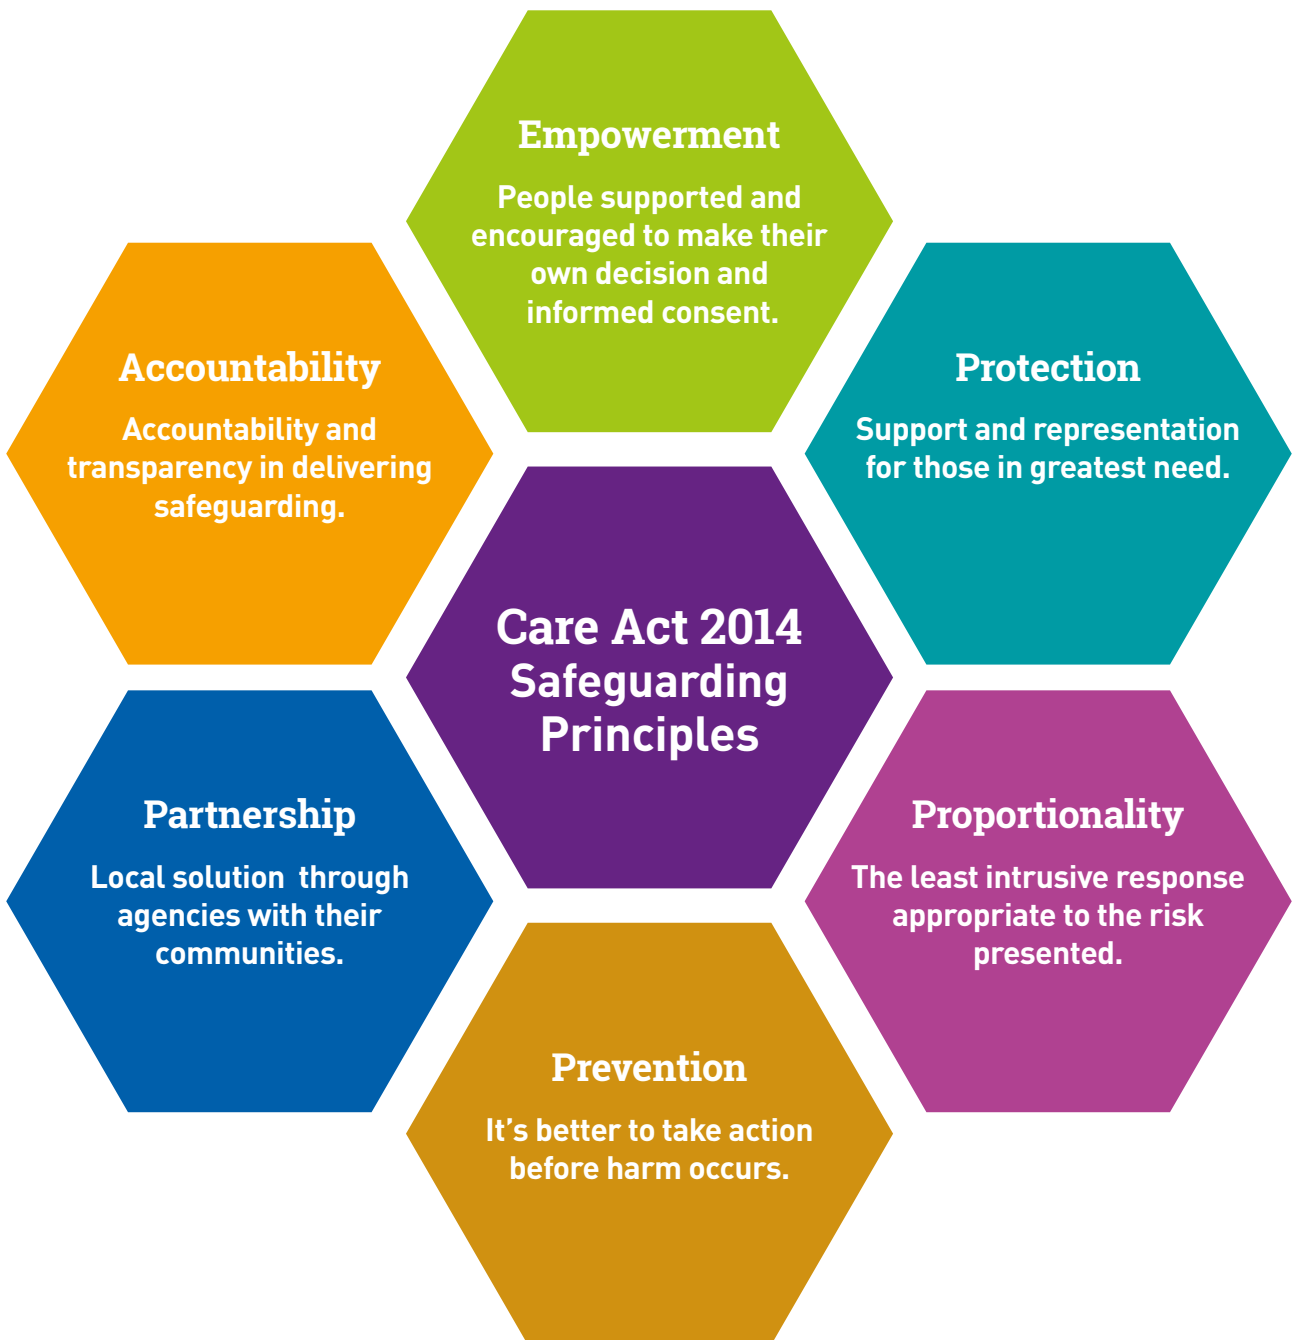 Empowerment
People supported and
encouraged to make their
own decision and
informed consent.
Accountability
Accountability and
transparency in delivering
safeguarding.
Protection
Support and representation
for those in greatest need.
Care Act 2014
Safeguarding
Principles
Partnership
Local solution  through
agencies with their
communities.
Proportionality
The least intrusive response
appropriate to the risk
presented.
Prevention
It’s better to take action
before harm occurs.